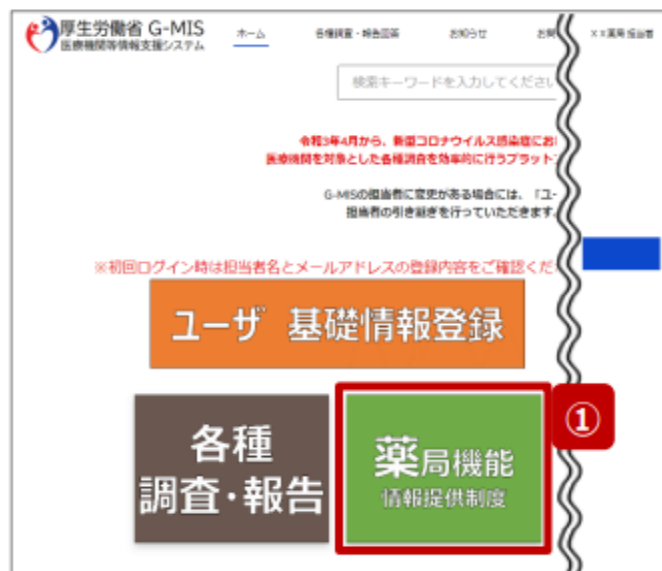 厚生労働省 G-MIS
医療機関等情報支援システム
ホーム
各種調査・報告回答
お知らせ
××薬局 担当者
検索キーワードを入力してください
令和3年4月から、新型コロナウイルス感染症にお
医療機関を対象とした各種調査を効率的に行うプラット
G-MISの担当者に変更がある場合には、「ユー
担当者の引き継ぎを行っていただきます。
※初回ログイン時は担当者名とメールアドレスの登録内容をご確認くだ
ユーザ 基礎情報登録
各種
調査・報告
薬局機能
情報提供制度
①